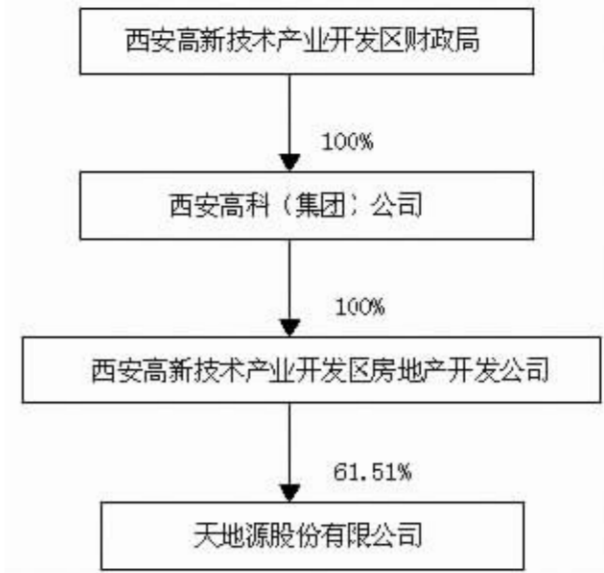 西安高新技术产业开发区财政局
100%
西安高科（集团）公司
100%
西安高新技术产业开发区房地产开发公司
61.51%
天地源股份有限公司